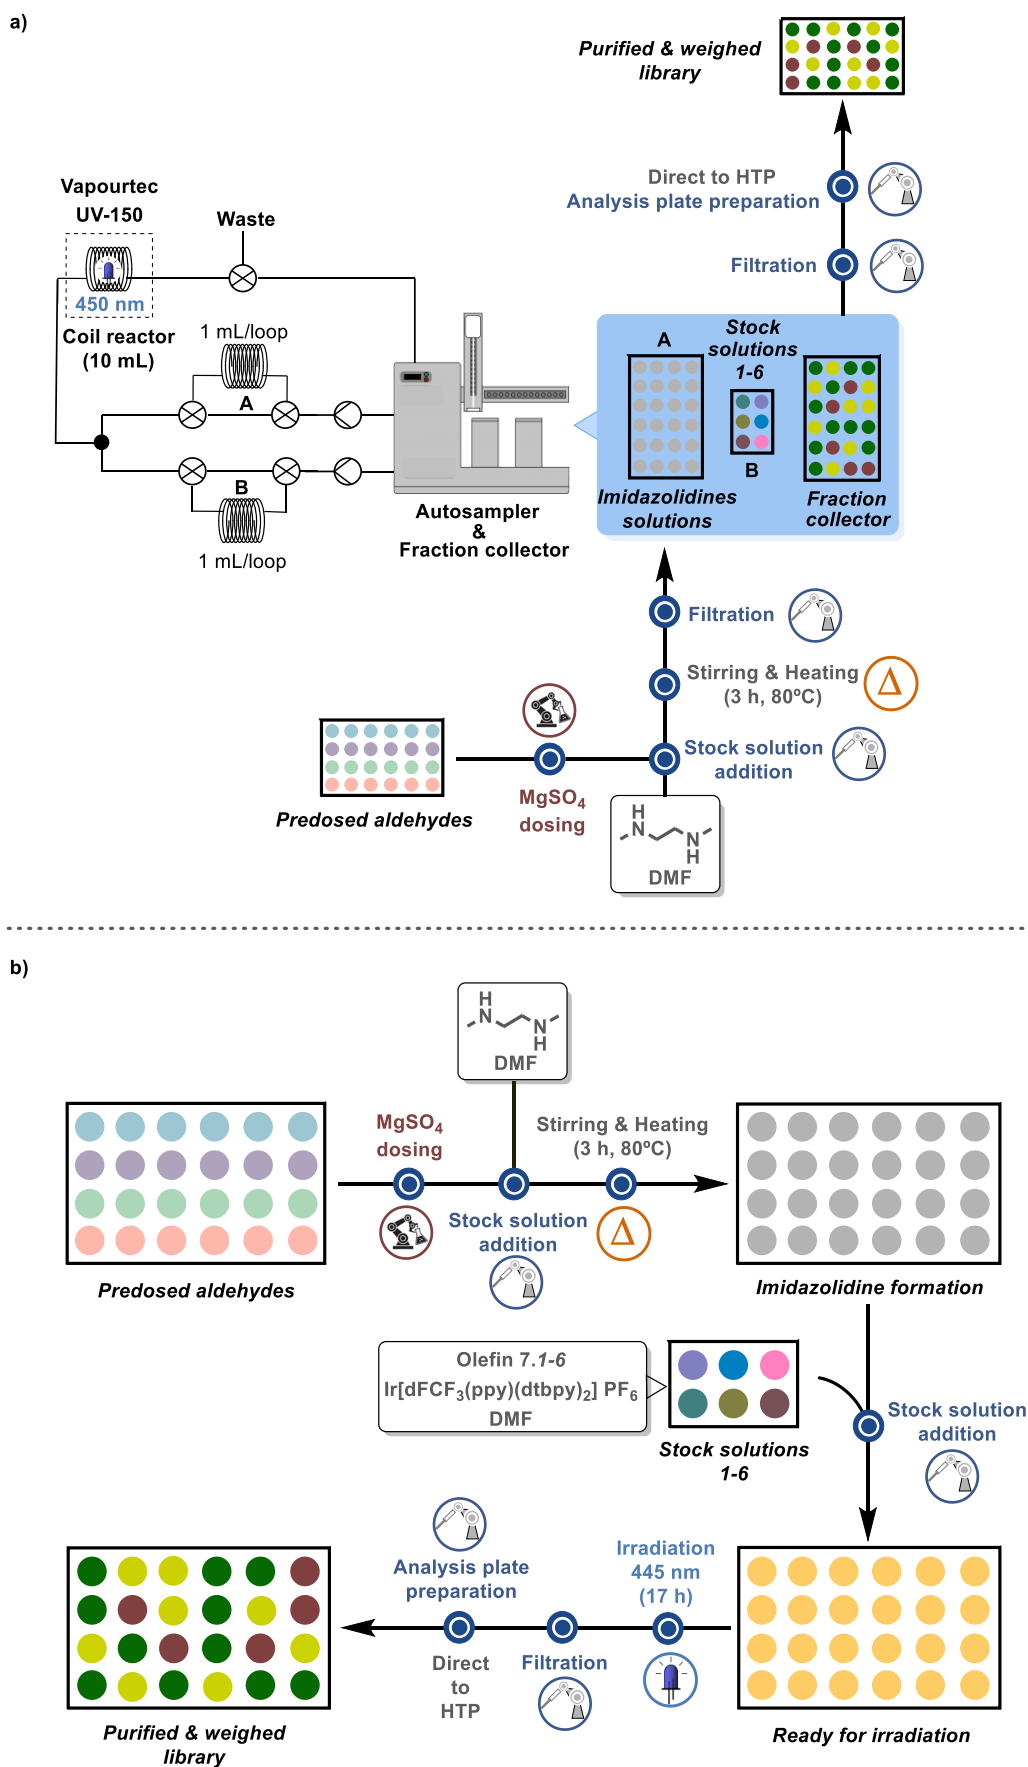 a)
Purified & weighed
library
Direct to HTP
Analysis plate preparation
Filtration
Vapourtec
UV-150
Waste
450 nm
Coil reactor
(10 mL)
1 mL/loop
A
B
1 mL/loop
Autosampler
&
Fraction collector
A
Stock
solutions
1-6
B
Imidazolidines
solutions
Fraction
collector
Filtration
Stirring & Heating
(3 h, 80ºC)
Δ
Stock solution
addition
MgSO4
dosing
Predosed aldehydes
H
N
N
H
DMF
b)
H
N
N
H
DMF
MgSO4
dosing
Stirring & Heating
(3 h, 80ºC)
Stock solution
addition
Δ
Predosed aldehydes
Imidazolidine formation
Olefin 7.1-6
Ir[dFCF3(ppy)(dtbpy)2] PF6
DMF
Stock solutions
1-6
Stock solution
addition
Irradiation
445 nm
(17 h)
Analysis plate
preparation
Direct
to
HTP
Filtration
Purified & weighed
library
Ready for irradiation